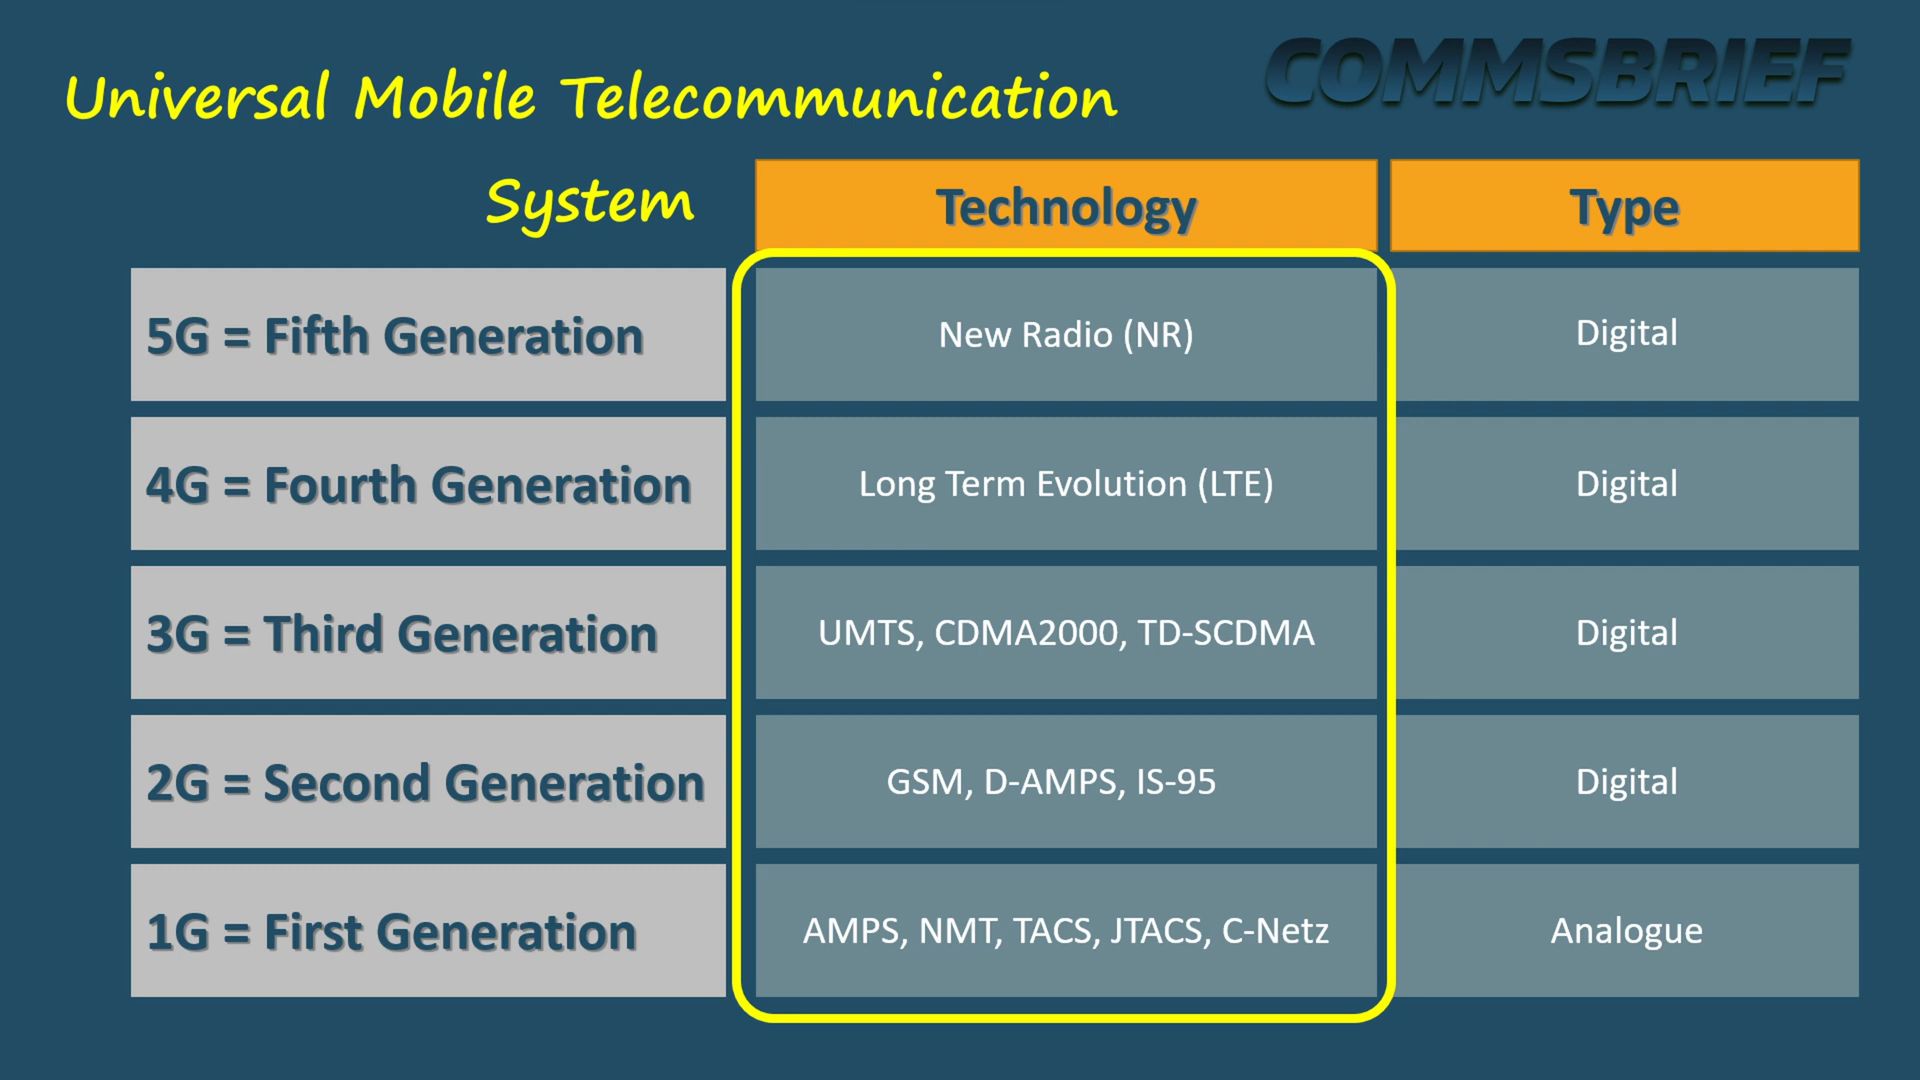 Universal Mobile Telecommunication
COMMSBRIEF
System
Technology
Type
5G = Fifth Generation
New Radio (NR)
Digital
4G = Fourth Generation
Long Term Evolution (LTE)
Digital
3G = Third Generation
UMTS, CDMA2000, TD-SCDMA
Digital
2G = Second Generation
GSM, D-AMPS, IS-95
Digital
1G = First Generation
AMPS, NMT, TACS, JTACS, C-Netz
Analogue